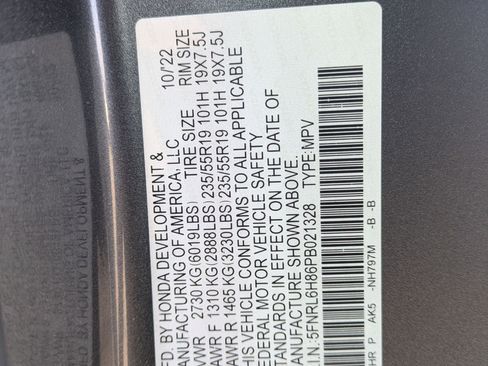 MFD. BY HONDA DEVELOPMENT & 10/'22
MANUFACTURING OF AMERICA, LLC
GVWR 2730 KG(6019LBS) TIRE SIZE RIM SIZE
GAWR F 1310 KG(2888LBS) 235/55R19 101H 19X7.5J
GAWR R 1465 KG(3230LBS) 235/55R19 101H 19X7.5J
THIS VEHICLE CONFORMS TO ALL APPLICABLE
FEDERAL MOTOR VEHICLE SAFETY
STANDARDS IN EFFECT ON THE DATE OF
MANUFACTURE SHOWN ABOVE.
V.I.N.: 5FNRL6H86PB021328 TYPE: MPV
HR P AK5 -NH797M -B -B